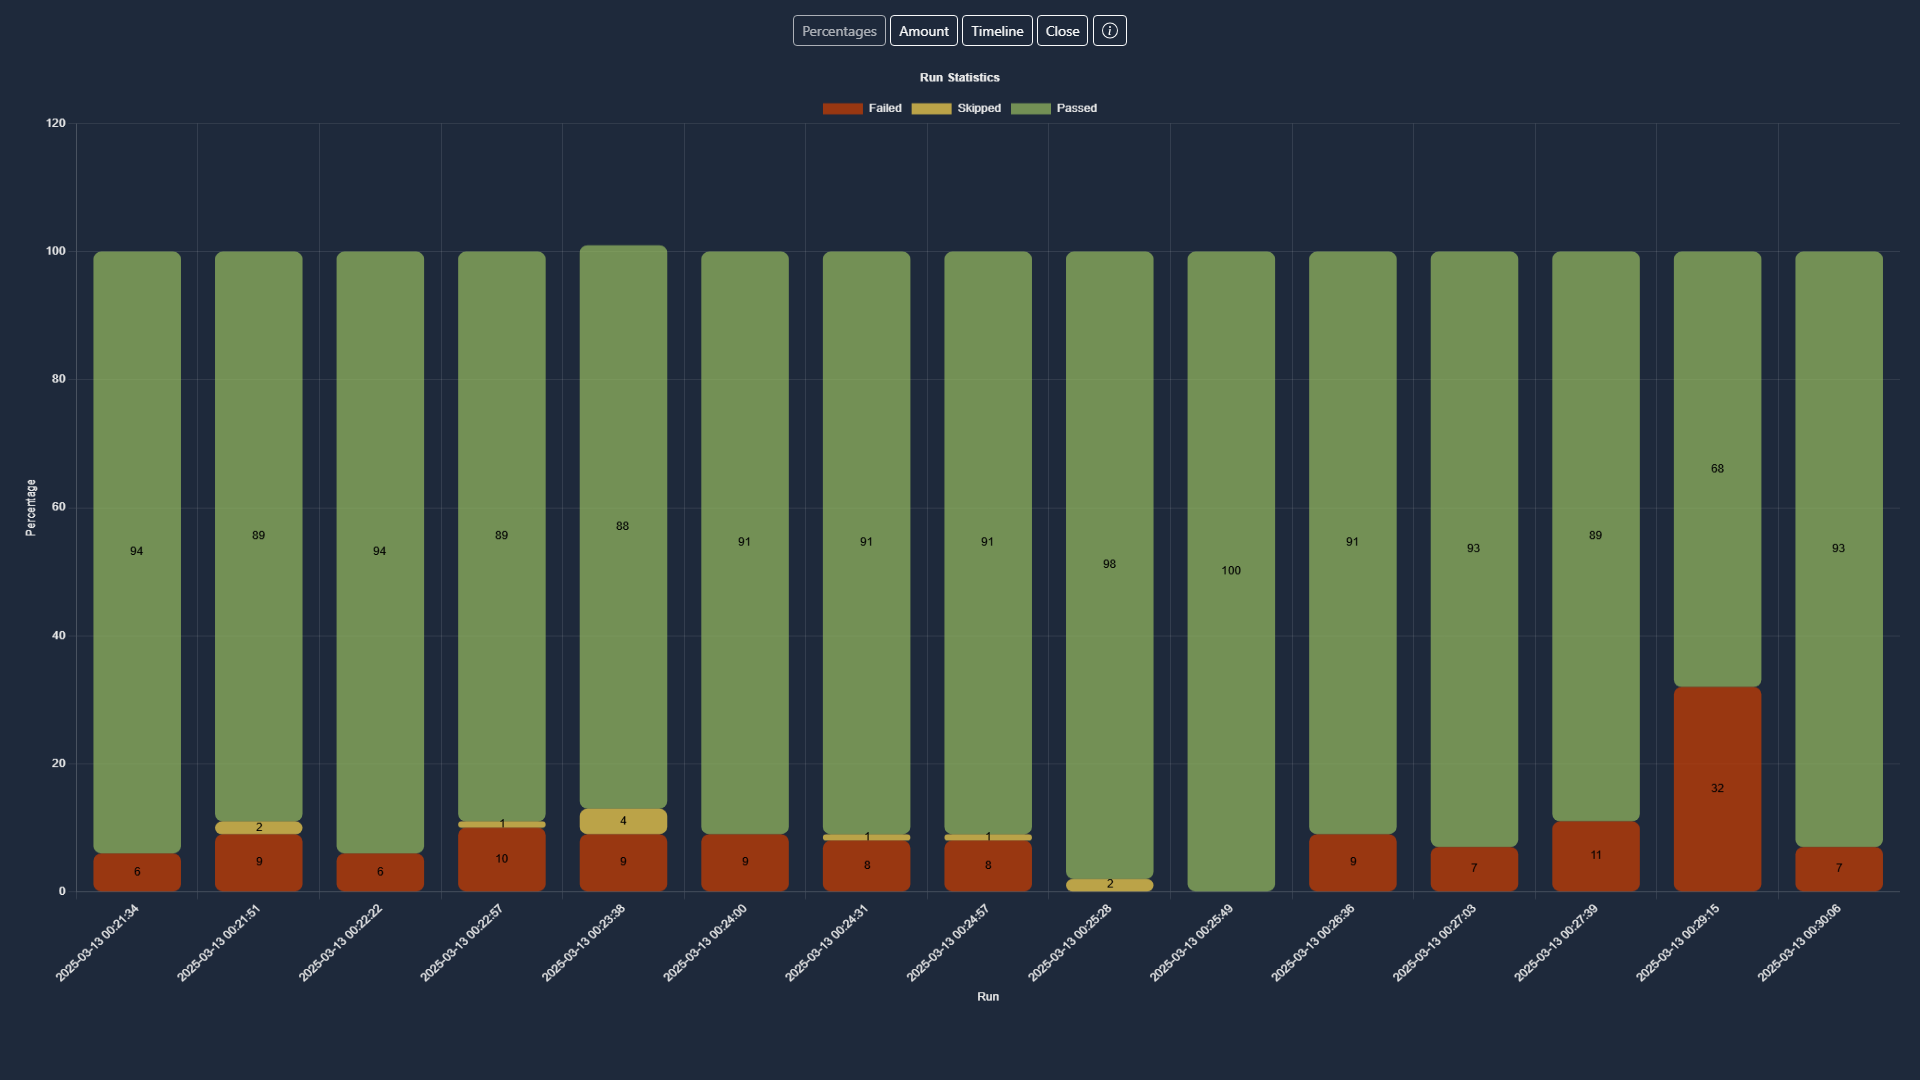 Percentages Amount Timeline Close i
Run Statistics
Failed Skipped Passed
120
100
80
60
40
20
0
Percentage
94 89 94 89 88 91 91 91 98 100 91 93 89 68 93
2 1 4 1 1 2
6 9 6 10 9 9 8 8 9 7 11 32 7
2025-03-13 00:21:34
2025-03-13 00:21:51
2025-03-13 00:22:22
2025-03-13 00:22:57
2025-03-13 00:23:38
2025-03-13 00:24:00
2025-03-13 00:24:31
2025-03-13 00:24:57
2025-03-13 00:25:28
2025-03-13 00:25:49
2025-03-13 00:26:36
2025-03-13 00:27:03
2025-03-13 00:27:39
2025-03-13 00:29:15
2025-03-13 00:30:06
Run